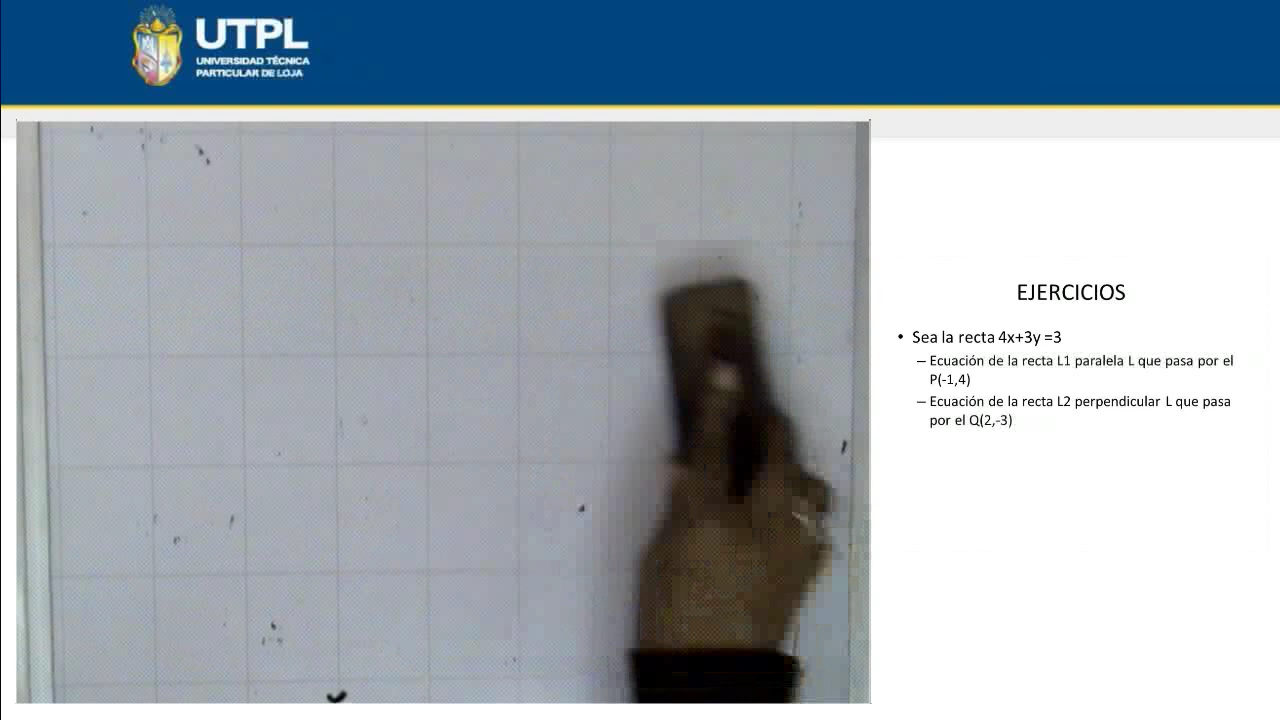 UTPL
UNIVERSIDAD TÉCNICA
PARTICULAR DE LOJA
EJERCICIOS
• Sea la recta 4x+3y =3
– Ecuación de la recta L1 paralela L que pasa por el
P(-1,4)
– Ecuación de la recta L2 perpendicular L que pasa
por el Q(2,-3)